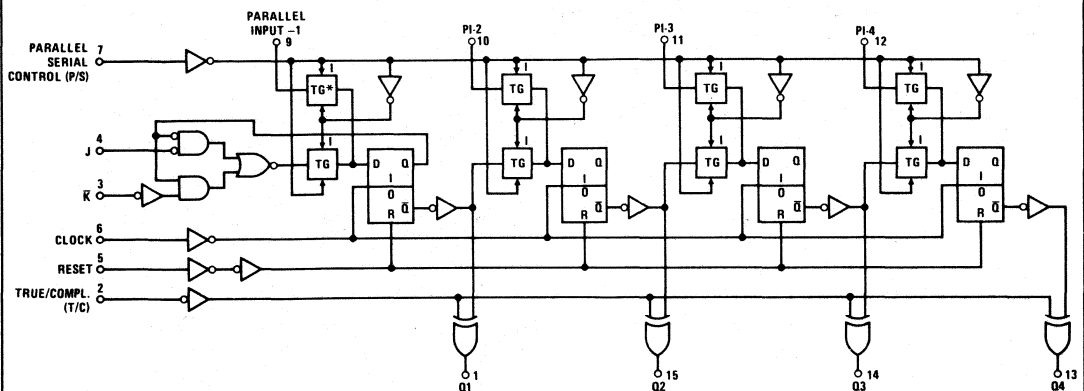 PARALLEL
INPUT -1
9
PI-2
10
PI-3
11
PI-4
12
PARALLEL
SERIAL
CONTROL (P/S)
7
I
TG*
I
TG
I
TG
I
TG
J
4
K̅
3
I
TG
D Q
I
O
R Q̅
I
TG
D Q
I
O
R Q̅
I
TG
D Q
I
O
R Q̅
I
TG
D Q
I
O
R Q̅
CLOCK
6
RESET
5
TRUE/COMPL.
(T/C)
2
1
Q1
15
Q2
14
Q3
13
Q4